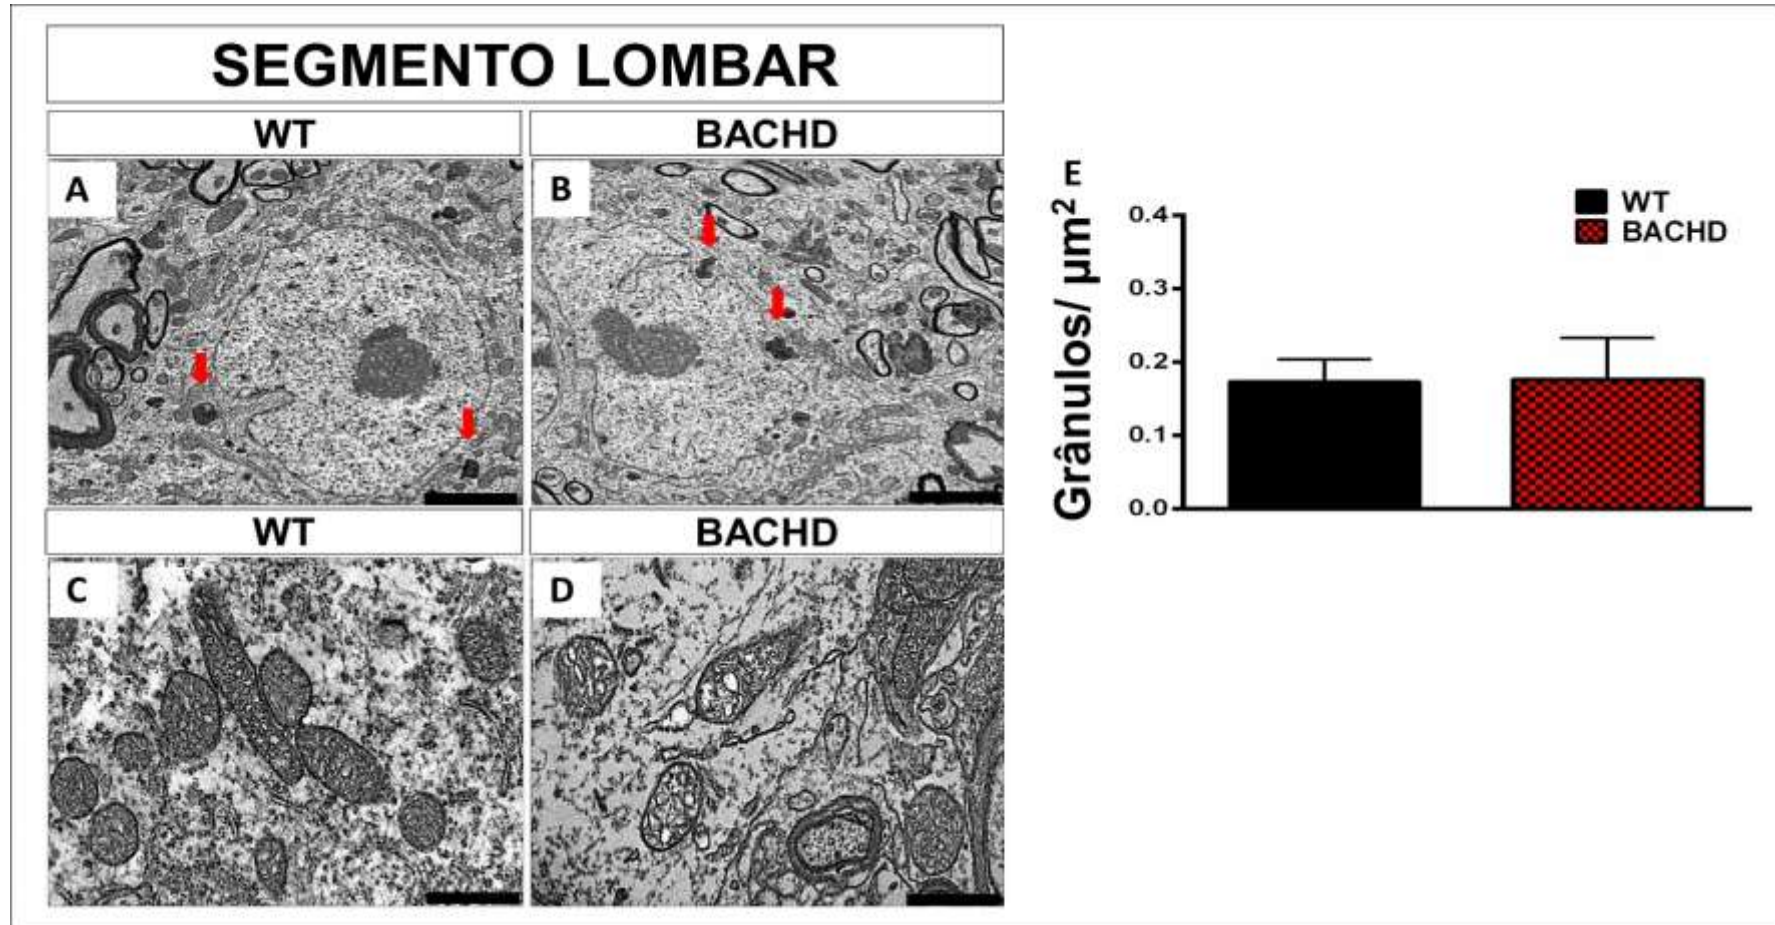 SEGMENTO LOMBAR
WT
BACHD
A
B
WT
BACHD
C
D
E
Grânulos/ µm²
0.4
0.3
0.2
0.1
0.0
WT
BACHD